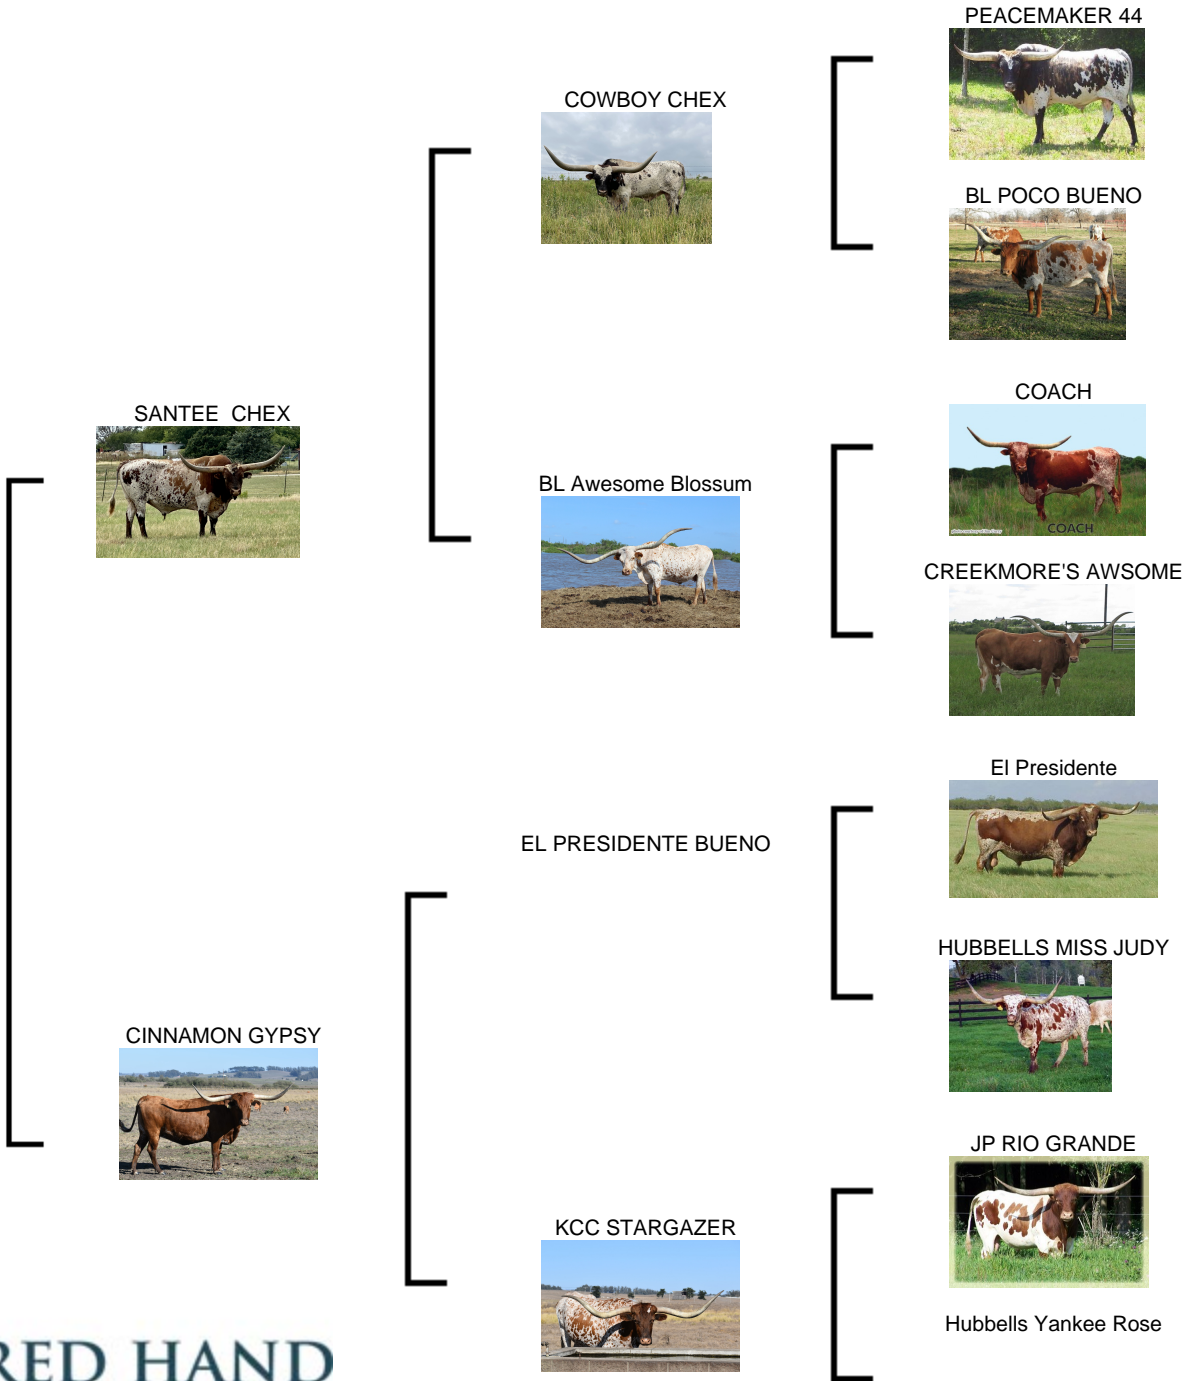 PEACEMAKER 44
COWBOY CHEX
BL POCO BUENO
COACH
SANTEE  CHEX
BL Awesome Blossum
COACH
CREEKMORE'S AWSOME
El Presidente
EL PRESIDENTE BUENO
HUBBELLS MISS JUDY
CINNAMON GYPSY
JP RIO GRANDE
KCC STARGAZER
Hubbells Yankee Rose
RED HAND